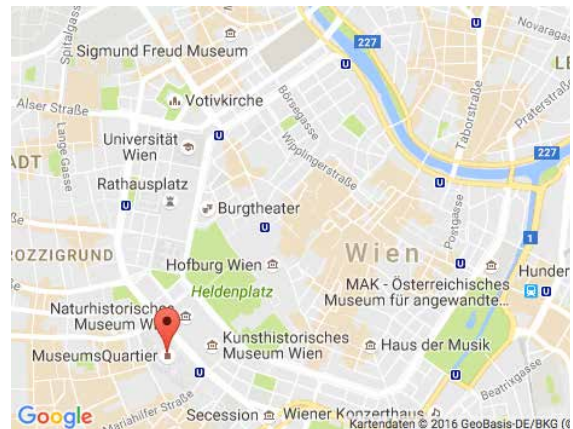 227
Novaragasse
Spitalgasse
Sigmund Freud Museum
U
U
LE
Votivkirche
Alser Straße
Börsegasse
Taborstraße
Praterstraße
Lange Gasse
Universität
Wien
U
Wipplingerstraße
227
U
ADT
Rathausplatz
U
Burgtheater
U
Postgasse
1
ROZZIGRUND
Wien
Hofburg Wien
Heldenplatz
MAK - Österreichisches
Museum für angewandte...
Hunder
U
Naturhistorisches
Museum Wi
Kunsthistorisches
Museum Wien
Haus der Musik
MuseumsQuartier
U
U
Beatrixgasse
Mariahilfer Straße
Secession
Wiener Konzerthaus
Google
Kartendaten © 2016 GeoBasis-DE/BKG (©